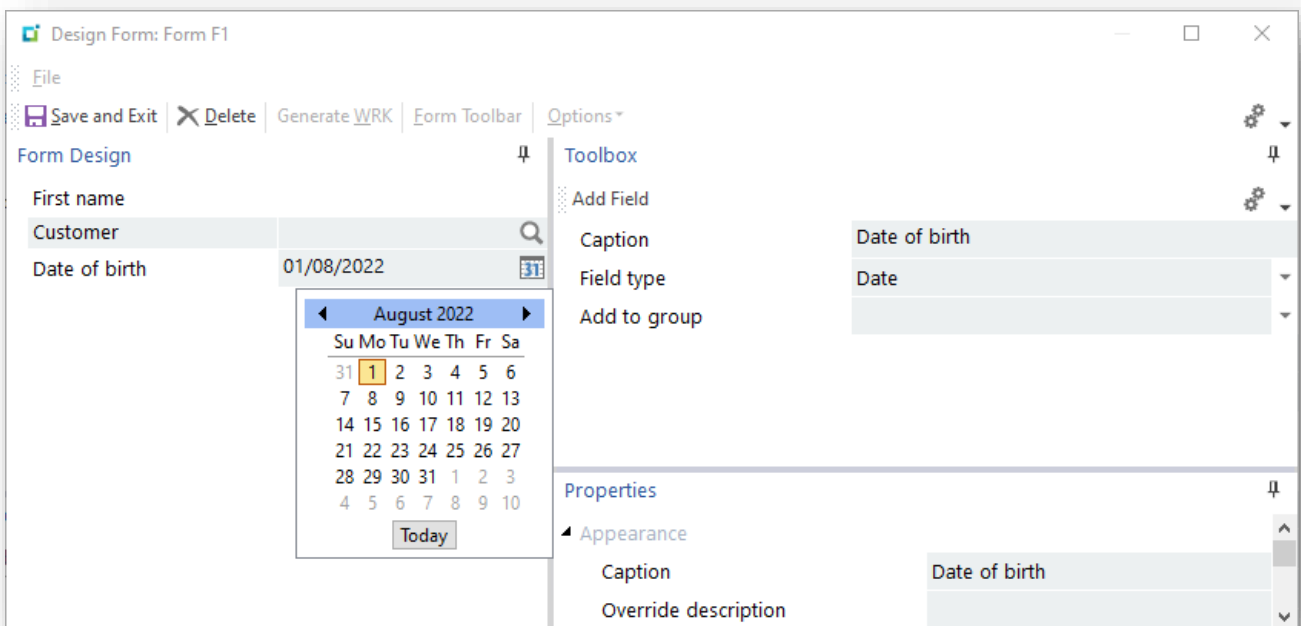 Design Form: Form F1
File
Save and Exit Delete Generate WRK Form Toolbar Options
Form Design
Toolbox
First name
Add Field
Customer
Caption Date of birth
Date of birth 01/08/2022 31
Field type Date
Add to group
August 2022
Su Mo Tu We Th Fr Sa
31 1 2 3 4 5 6
7 8 9 10 11 12 13
14 15 16 17 18 19 20
21 22 23 24 25 26 27
28 29 30 31 1 2 3
4 5 6 7 8 9 10
Today
Properties
Appearance
Caption Date of birth
Override description